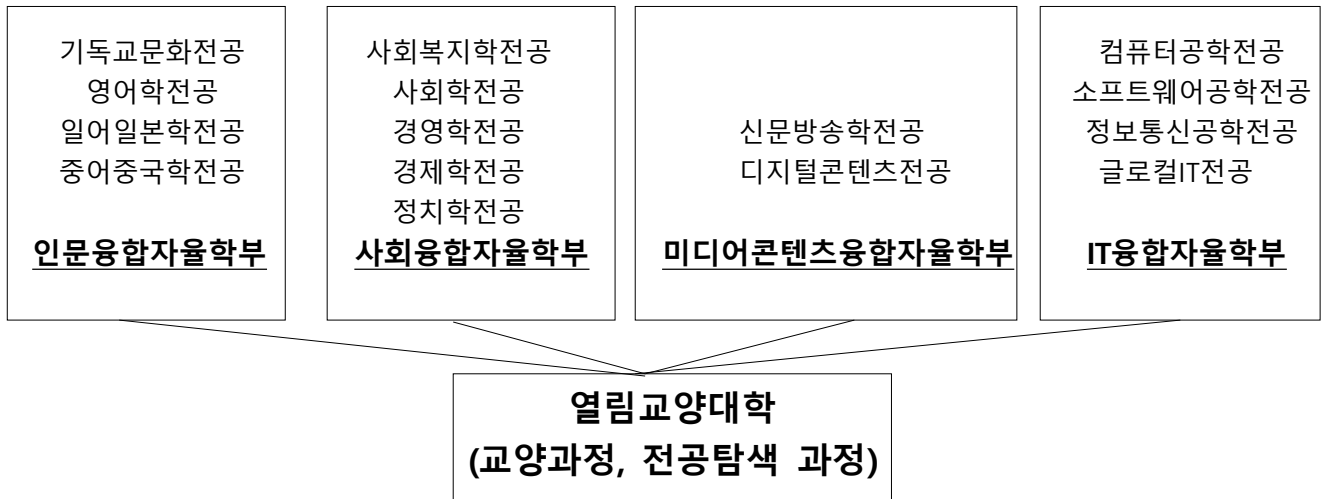 기독교문화전공
영어학전공
일어일본학전공
중어중국학전공
인문융합자율학부
사회복지학전공
사회학전공
경영학전공
경제학전공
정치학전공
사회융합자율학부
신문방송학전공
디지털콘텐츠전공
미디어콘텐츠융합자율학부
컴퓨터공학전공
소프트웨어공학전공
정보통신공학전공
글로컬IT전공
IT융합자율학부
열림교양대학
(교양과정, 전공탐색 과정)